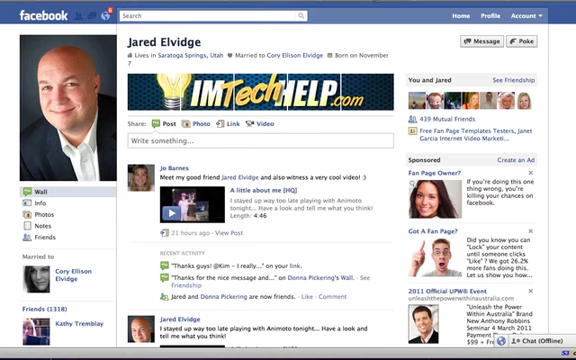 facebook
6
Search
Home Profile Account
Jared Elvidge
Lives in Saratoga Springs, Utah Married to Cory Ellison Elvidge Born on November
7
Message Poke
IMTechHELP.com
Share: Post Photo Link Video
Write something...
Wall
Info
Photos
Notes
Friends
Married to
Cory Ellison
Elvidge
Friends (1318)
Kathy Tremblay
Jo Barnes
Meet my good friend Jared Elvidge and also witness a very cool video! :)
A little about me [HQ]
I stayed up way too late playing with Animoto
tonight... Have a look and tell me what you think!
Length: 4:46
21 hours ago · View Post
RECENT ACTIVITY
"Thanks guys! @Kim - I really..." on your link.
"Thanks for the nice message and..." on Donna Pickering's Wall. · See
Friendship
Jared and Donna Pickering are now friends. · Like · Comment
Jared Elvidge
I stayed up way too late playing with Animoto tonight... Have a look and
tell me what you think!
You and Jared See Friendship
439 Mutual Friends
Free Fan Page Templates Testers, Janet
Garcia Internet Video Marketi...
Sponsored Create an Ad
Fan Page Owner?
If you're doing this one
thing wrong, you're
killing your chances on
facebook.
Got A Fan Page?
Did you know you can
"Lock" your content
until someone clicks
"Like" ? We got 26.2%
more fans doing this.
Let us show you how...
2011 Official UPW® Event
unleashthepowerwithinaustralia.com
"Unleash the Power
Within" Brand New
Anthony Robbins
Seminar 4 March 2011
Chat (Offline)